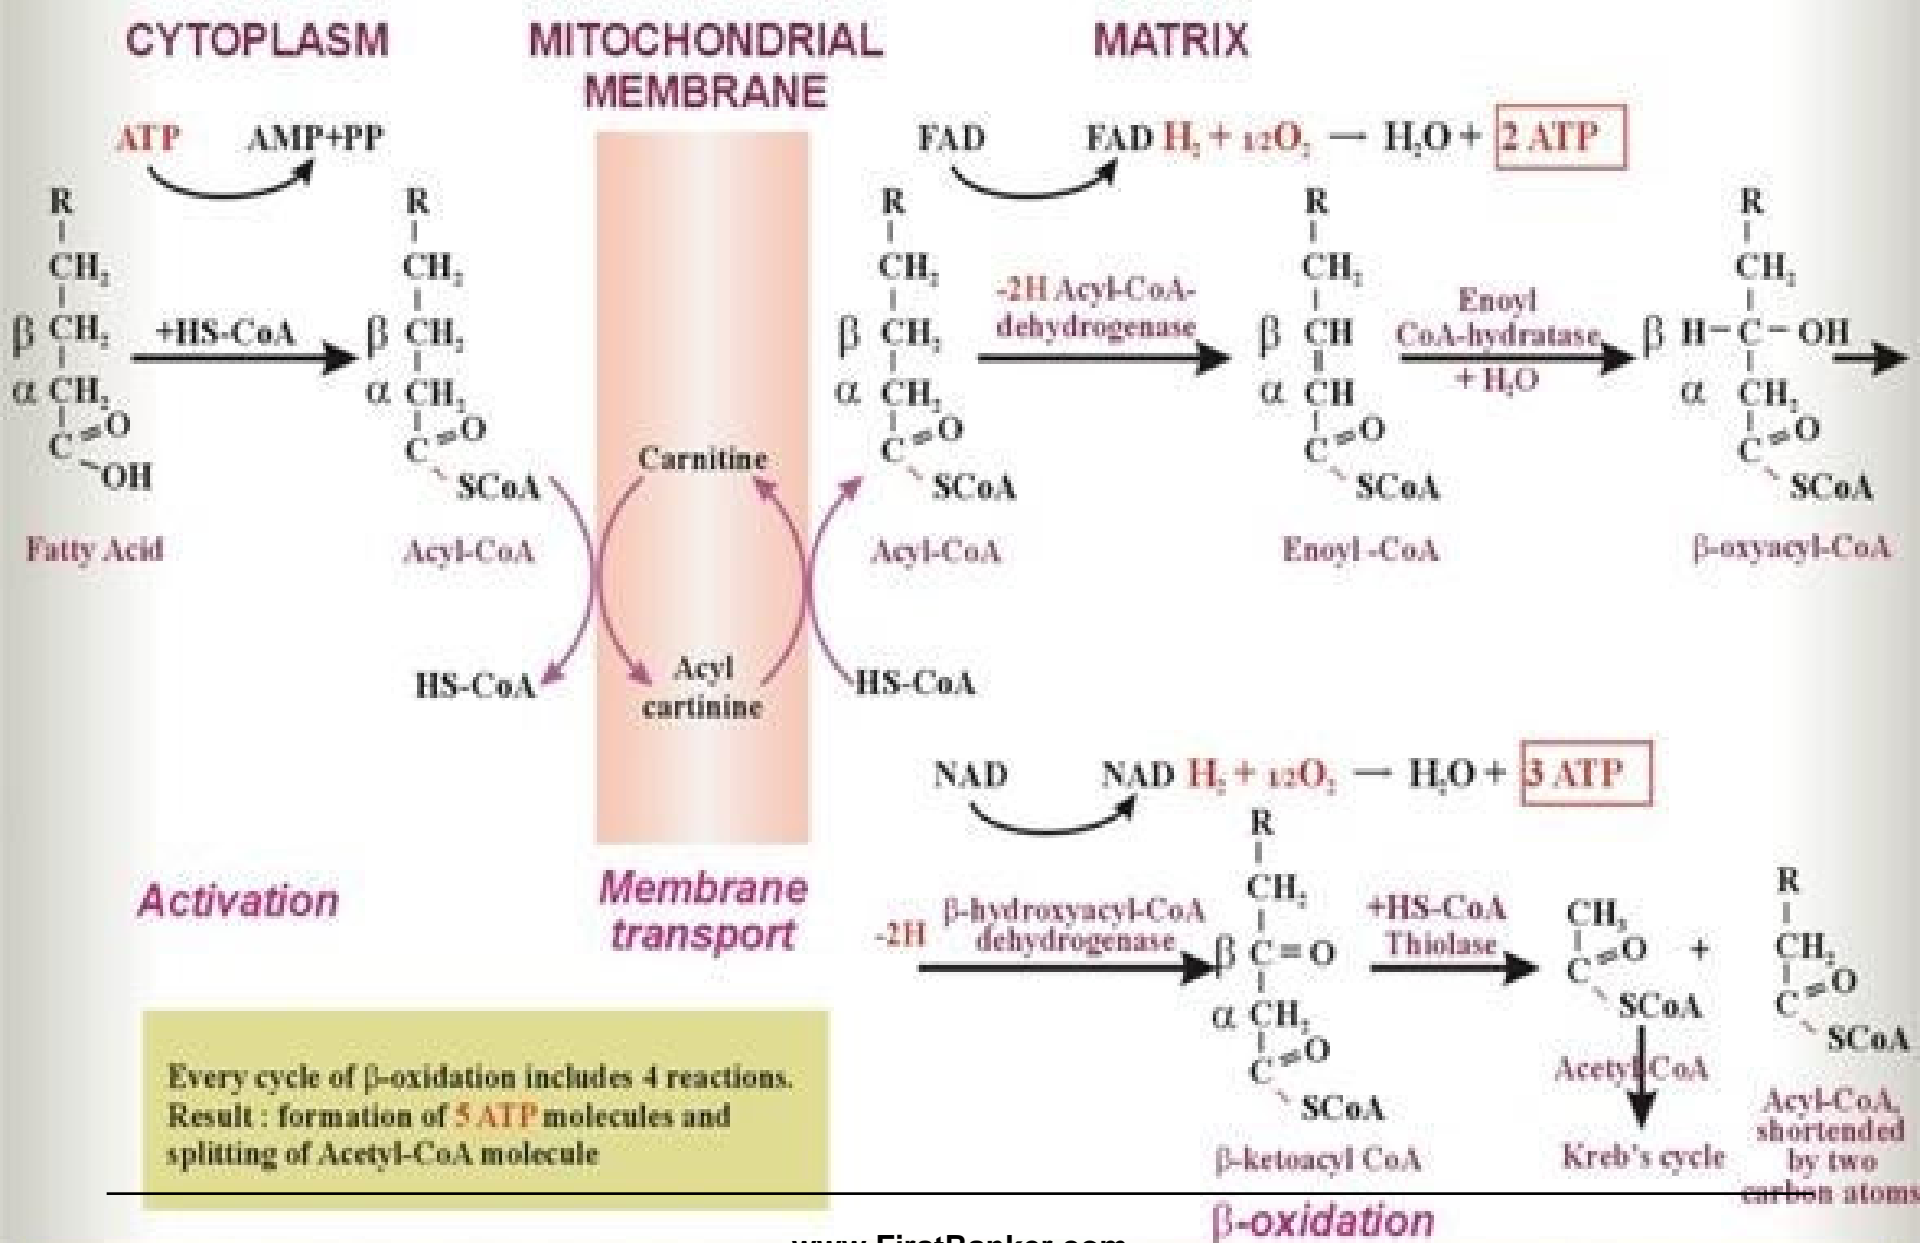 CYTOPLASM
MITOCHONDRIAL
MEMBRANE
MATRIX
ATP
AMP+PP
FAD
FAD H₂ + 1/2O₂ → H₂O + 2 ATP
R
CH₂
β CH₂
α CH₂
C=O
OH
Fatty Acid
+HS-CoA
R
CH₂
β CH₂
α CH₂
C=O
SCoA
Acyl-CoA
HS-CoA
Carnitine
Acyl
cartinine
HS-CoA
R
CH₂
β CH₂
α CH₂
C=O
SCoA
Acyl-CoA
-2H Acyl-CoA-
dehydrogenase
R
CH₂
β CH
α CH
C=O
SCoA
Enoyl -CoA
Enoyl
CoA-hydratase
+ H₂O
R
CH₂
β H-C-OH
α CH₂
C=O
SCoA
β-oxyacyl-CoA
NAD
NAD H₂ + 1/2O₂ → H₂O + 3 ATP
Activation
Membrane
transport
-2H
β-hydroxyacyl-CoA
dehydrogenase
R
CH₂
β C=O
α CH₂
C=O
SCoA
β-ketoacyl CoA
+HS-CoA
Thiolase
CH₃
C=O
SCoA
Acetyl-CoA
Kreb's cycle
+
R
CH₂
C=O
SCoA
Acyl-CoA,
shortended
by two
carbon atoms
Every cycle of β-oxidation includes 4 reactions.
Result : formation of 5 ATP molecules and
splitting of Acetyl-CoA molecule
β-oxidation
www.FirstRanker.com